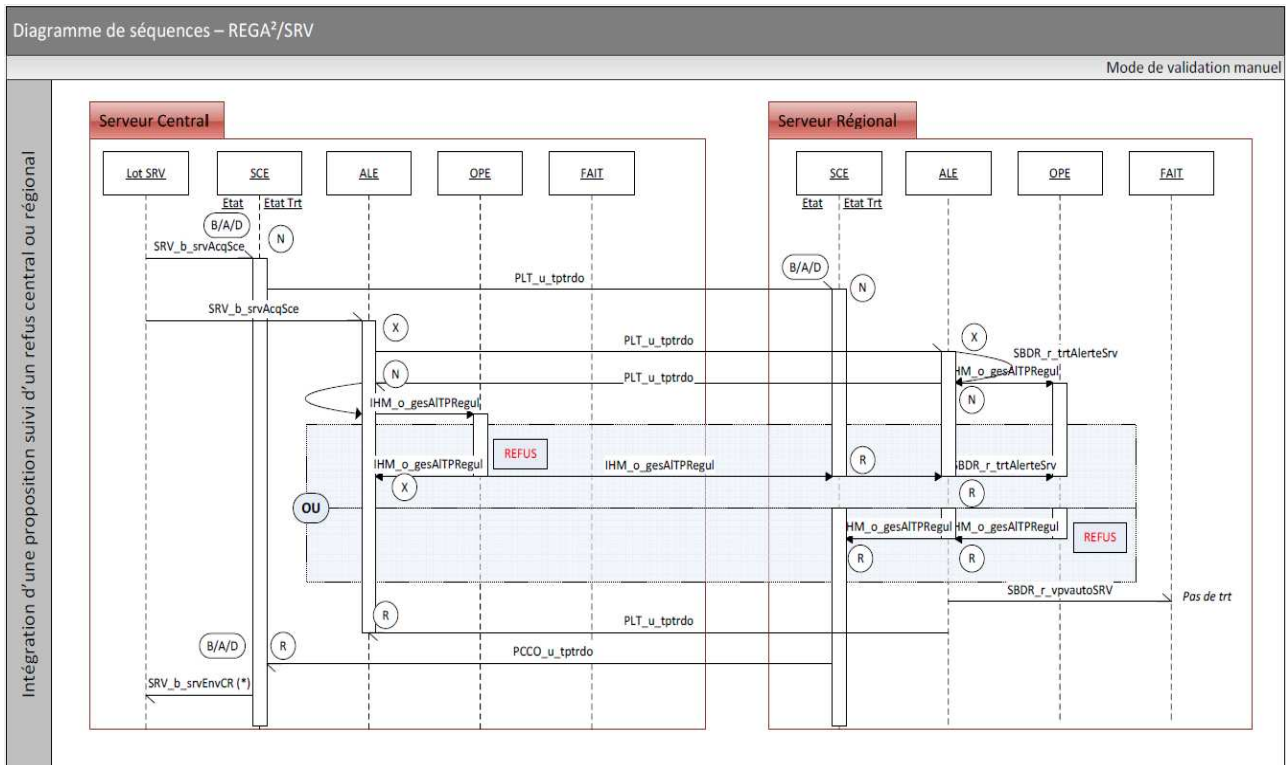 Diagramme de séquences – REGA²/SRV
Mode de validation manuel
Intégration d'une proposition suivi d'un refus central ou régional
Serveur Central
Serveur Régional
Lot SRV
SCE
ALE
OPE
FAIT
SCE
ALE
OPE
FAIT
Etat
Etat Trt
Etat
Etat Trt
B/A/D
N
SRV_b_srvAcqSce
B/A/D
PLT_u_tptrdo
N
SRV_b_srvAcqSce
X
X
PLT_u_tptrdo
SBDR_r_trtAlerteSrv
N
PLT_u_tptrdo
HM_o_gesAlTPRegul
N
IHM_o_gesAlTPRegul
REFUS
R
IHM_o_gesAlTPRegul
IHM_o_gesAlTPRegul
SBDR_r_trtAlerteSrv
X
R
OU
HM_o_gesAlTPRegul
HM_o_gesAlTPRegul
REFUS
R
R
SBDR_r_vpvautoSRV
Pas de trt
R
PLT_u_tptrdo
B/A/D
R
PCCO_u_tptrdo
SRV_b_srvEnvCR (*)